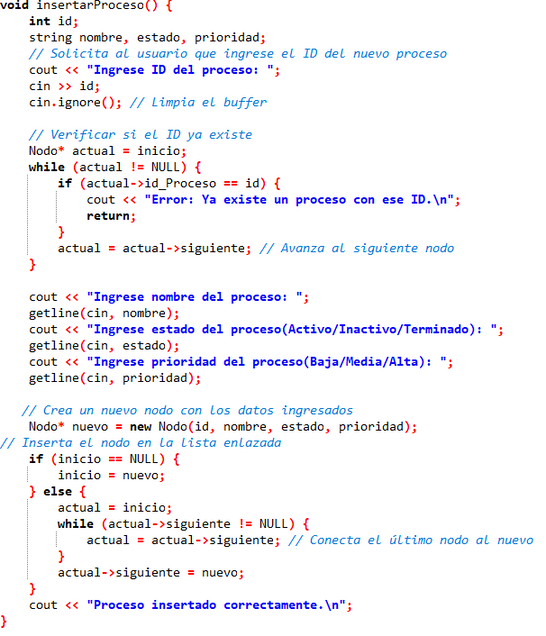 void insertarProceso() {
    int id;
    string nombre, estado, prioridad;
    // Solicita al usuario que ingrese el ID del nuevo proceso
    cout << "Ingrese ID del proceso: ";
    cin >> id;
    cin.ignore(); // Limpia el buffer

    // Verificar si el ID ya existe
    Nodo* actual = inicio;
    while (actual != NULL) {
        if (actual->id_Proceso == id) {
            cout << "Error: Ya existe un proceso con ese ID.\n";
            return;
        }
        actual = actual->siguiente; // Avanza al siguiente nodo
    }

    cout << "Ingrese nombre del proceso: ";
    getline(cin, nombre);
    cout << "Ingrese estado del proceso(Activo/Inactivo/Terminado): ";
    getline(cin, estado);
    cout << "Ingrese prioridad del proceso(Baja/Media/Alta): ";
    getline(cin, prioridad);

   // Crea un nuevo nodo con los datos ingresados
    Nodo* nuevo = new Nodo(id, nombre, estado, prioridad);
// Inserta el nodo en la lista enlazada
    if (inicio == NULL) {
        inicio = nuevo;
    } else {
        actual = inicio;
        while (actual->siguiente != NULL) {
            actual = actual->siguiente; // Conecta el último nodo al nuevo
        }
        actual->siguiente = nuevo;
    }
    cout << "Proceso insertado correctamente.\n";
}